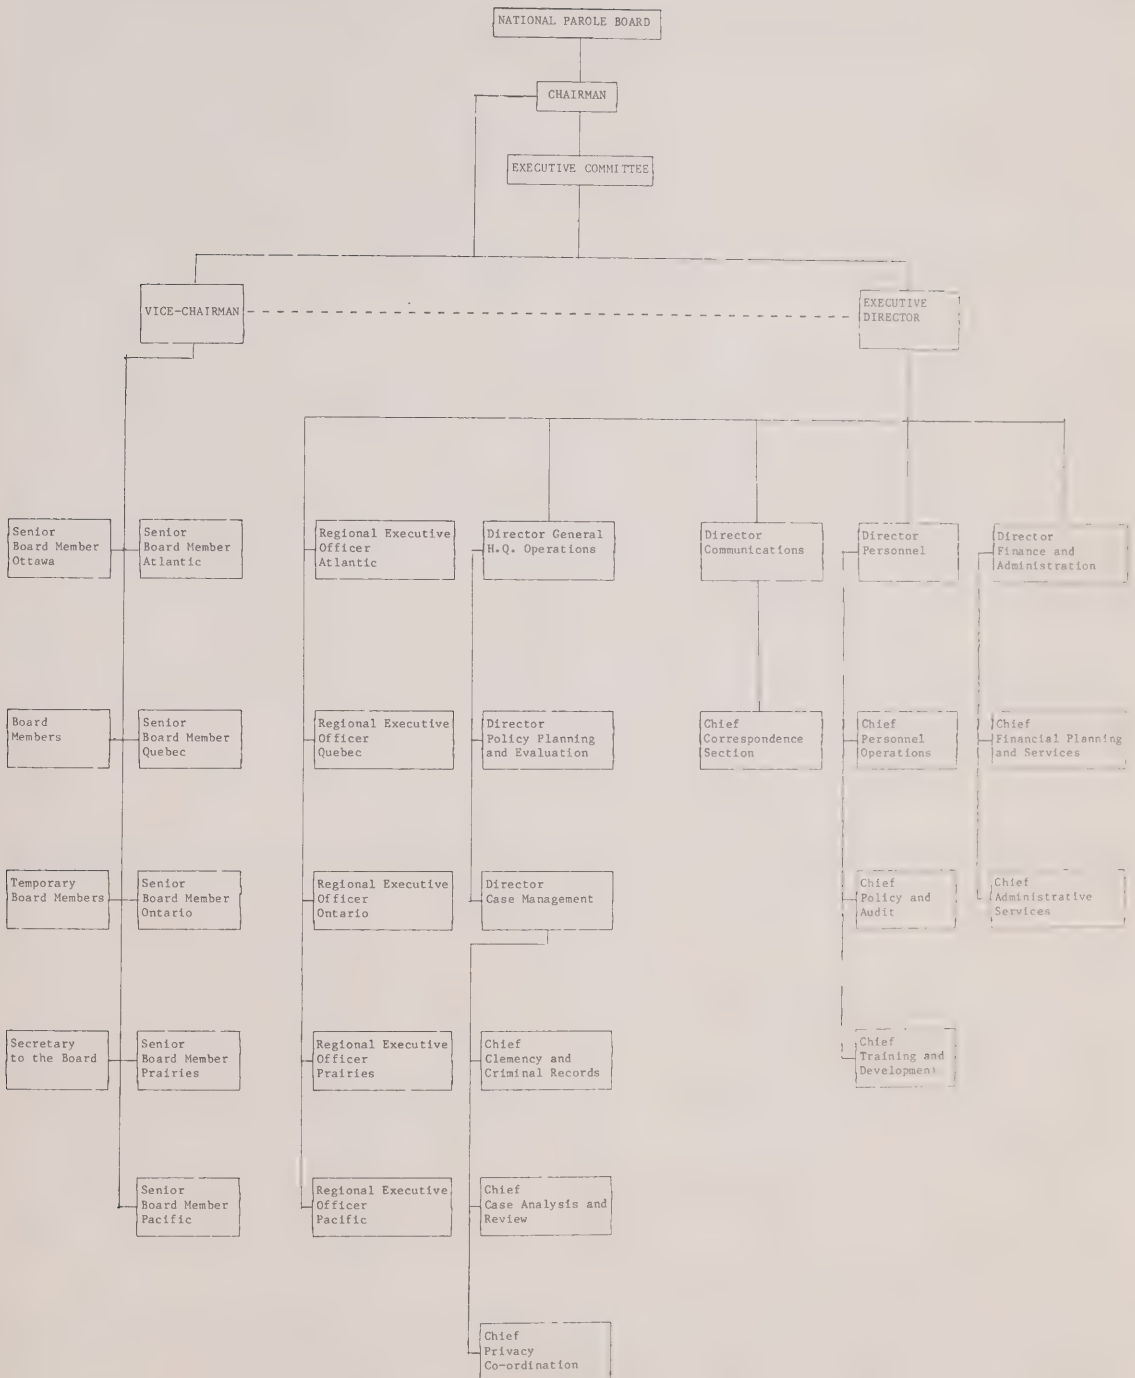 NATIONAL PAROLE BOARD
CHAIRMAN
EXECUTIVE COMMITTEE
VICE-CHAIRMAN
EXECUTIVE
DIRECTOR
Senior
Board Member
Ottawa
Senior
Board Member
Atlantic
Regional Executive
Officer
Atlantic
Director General
H.Q. Operations
Director
Communications
Director
Personnel
Director
Finance and
Administration
Board
Members
Senior
Board Member
Quebec
Regional Executive
Officer
Quebec
Director
Policy Planning
and Evaluation
Chief
Correspondence
Section
Chief
Personnel
Operations
Chief
Financial Planning
and Services
Temporary
Board Members
Senior
Board Member
Ontario
Regional Executive
Officer
Ontario
Director
Case Management
Chief
Policy and
Audit
Chief
Administrative
Services
Secretary
to the Board
Senior
Board Member
Prairies
Regional Executive
Officer
Prairies
Chief
Clemency and
Criminal Records
Chief
Training and
Development
Senior
Board Member
Pacific
Regional Executive
Officer
Pacific
Chief
Case Analysis and
Review
Chief
Privacy
Co-ordination